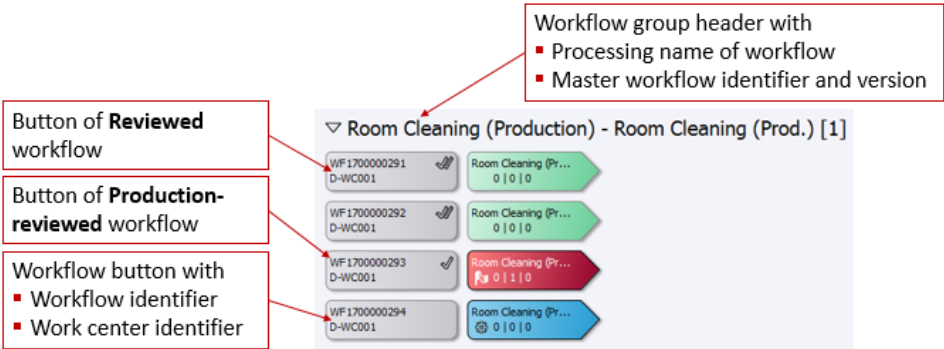 Workflow group header with
▪ Processing name of workflow
▪ Master workflow identifier and version
Button of Reviewed
workflow
Button of Production-
reviewed workflow
Workflow button with
▪ Workflow identifier
▪ Work center identifier
▽ Room Cleaning (Production) - Room Cleaning (Prod.) [1]
WF1700000291
D-WC001
Room Cleaning (Pr...
0 | 0 | 0
WF1700000292
D-WC001
Room Cleaning (Pr...
0 | 0 | 0
WF1700000293
D-WC001
Room Cleaning (Pr...
0 | 1 | 0
WF1700000294
D-WC001
Room Cleaning (Pr...
0 | 0 | 0